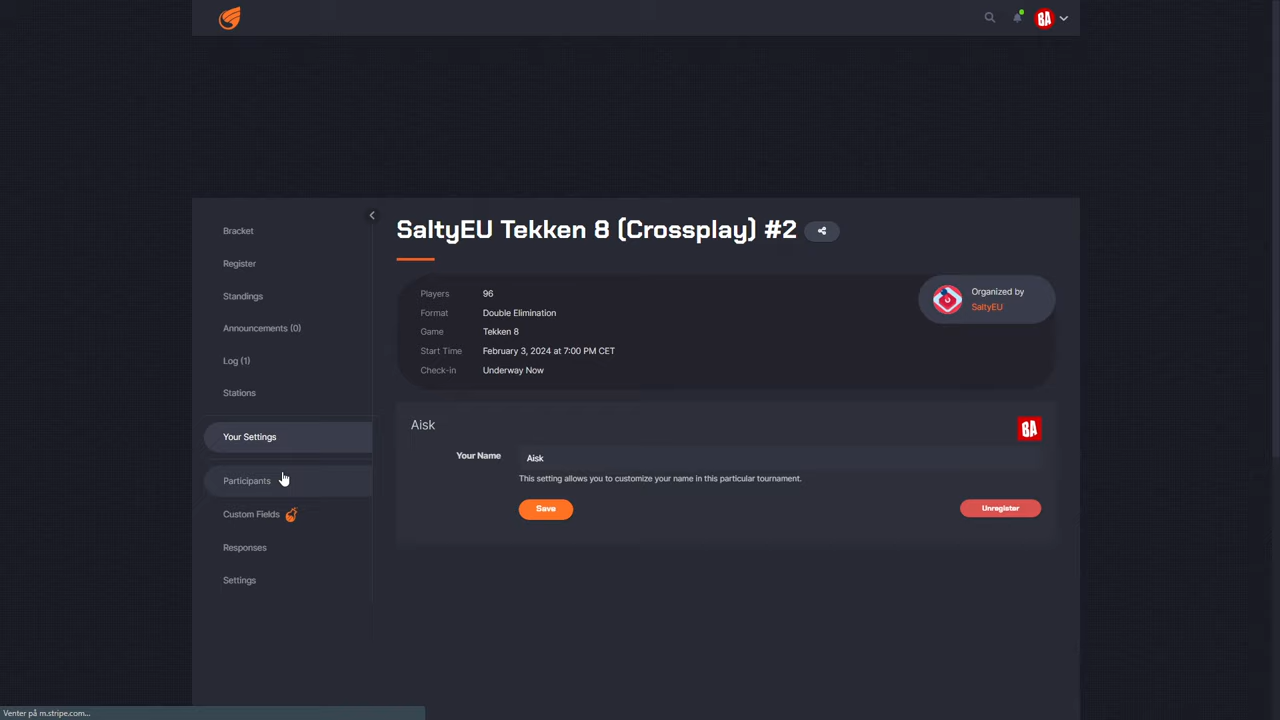 BA
Bracket
Register
Standings
Announcements (0)
Log (1)
Stations
Your Settings
Participants
Custom Fields
Responses
Settings
SaltyEU Tekken 8 (Crossplay) #2
Players 96
Format Double Elimination
Game Tekken 8
Start Time February 3, 2024 at 7:00 PM CET
Check-in Underway Now
Organized by
SaltyEU
Aisk
BA
Your Name Aisk
This setting allows you to customize your name in this particular tournament.
Save
Unregister
Venter på m.stripe.com...